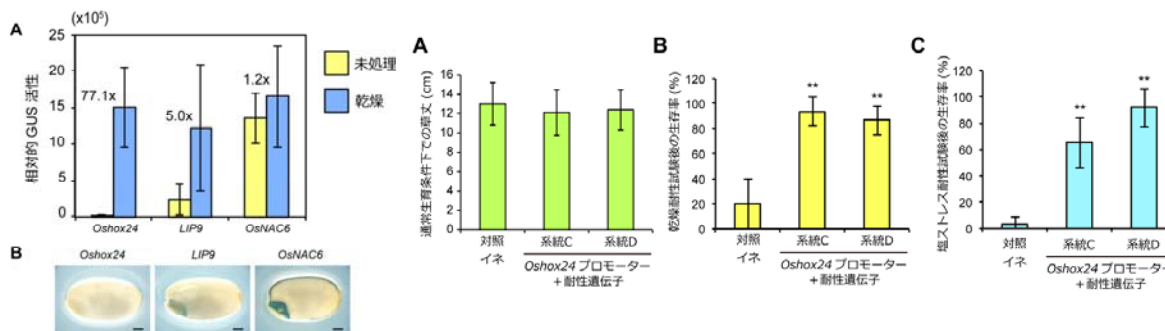 A
(x10⁵)
相対的 GUS 活性
20
15
10
5
0
77.1x
5.0x
1.2x
Oshox24
LIP9
OsNAC6
未処理
乾燥
B
Oshox24
LIP9
OsNAC6
A
通常生育条件下での草丈 (cm)
16
14
12
10
8
6
4
2
0
対照
イネ
系統C
系統D
Oshox24 プロモーター
+耐性遺伝子
B
乾燥耐性試験後の生存率 (%)
120
100
80
60
40
20
0
**
**
対照
イネ
系統C
系統D
Oshox24 プロモーター
+耐性遺伝子
C
塩ストレス耐性試験後の生存率 (%)
120
100
80
60
40
20
0
**
**
対照
イネ
系統C
系統D
Oshox24 プロモーター
+耐性遺伝子